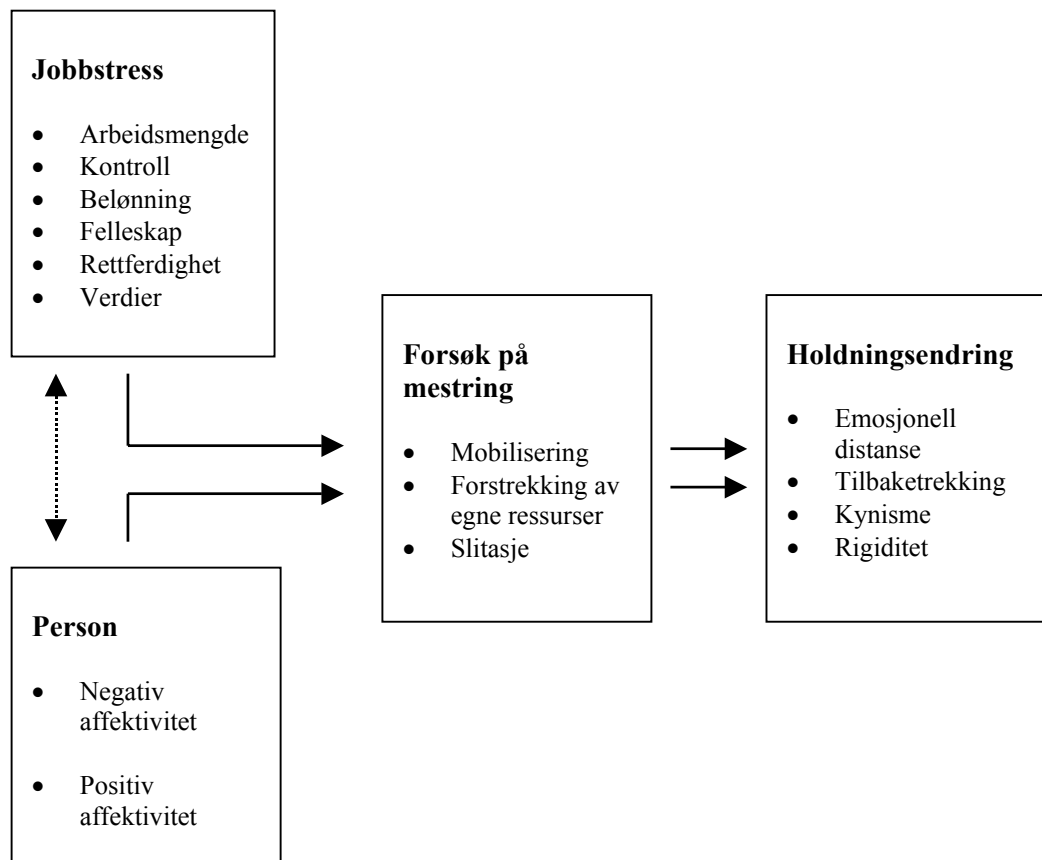 Jobbstress
• Arbeidsmengde
• Kontroll
• Belønning
• Felleskap
• Rettferdighet
• Verdier
Forsøk på
mestring
• Mobilisering
• Forstrekking av
egne ressurser
• Slitasje
Holdningsendring
• Emosjonell
distanse
• Tilbaketrekking
• Kynisme
• Rigiditet
Person
• Negativ
affektivitet
• Positiv
affektivitet